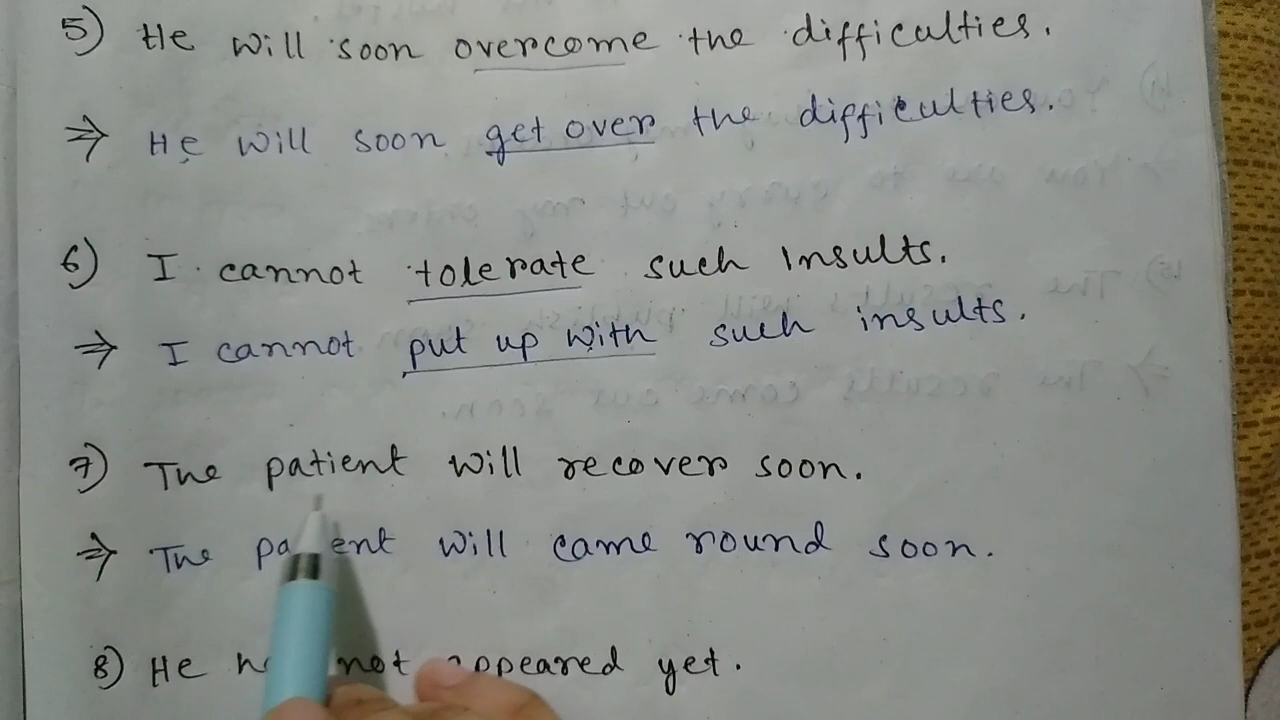 5) He will soon overcome the difficulties.
⇒ He will soon get over the difficulties.
6) I cannot tolerate such Insults.
⇒ I cannot put up with such insults.
7) The patient will recover soon.
⇒ The will came round soon.
8) He not appeared yet.